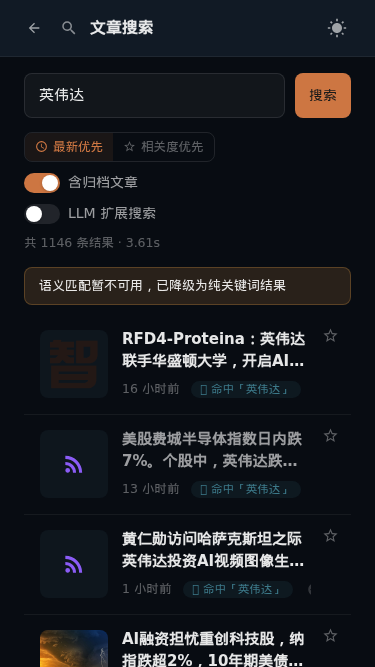 文章搜索
英伟达
搜索
最新优先
相关度优先
含归档文章
LLM 扩展搜索
共 1146 条结果 · 3.61s
语义匹配暂不可用，已降级为纯关键词结果
智
RFD4-Proteina：英伟达
联手华盛顿大学，开启AI...
16 小时前
命中「英伟达」
美股费城半导体指数日内跌
7%。个股中，英伟达跌...
13 小时前
命中「英伟达」
黄仁勋访问哈萨克斯坦之际
英伟达投资AI视频图像生...
1 小时前
命中「英伟达」
AI融资担忧重创科技股，纳
指跌超2%，10年期美债...